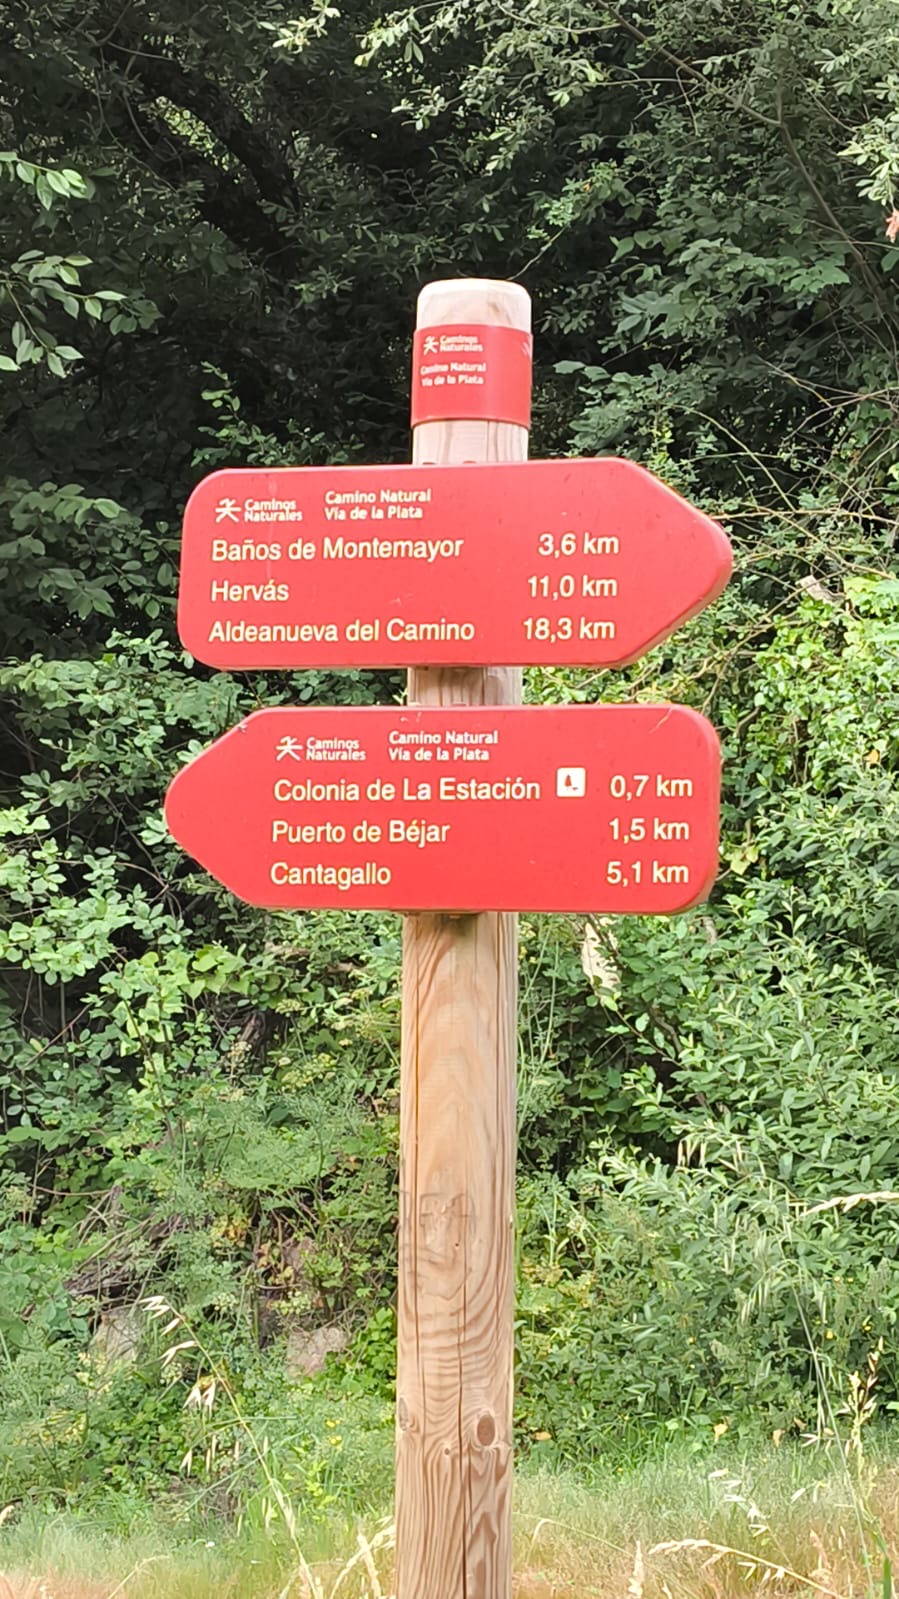 Caminos
Naturales
Camino Natural
Vía de la Plata
Caminos
Naturales
Camino Natural
Vía de la Plata
Baños de Montemayor 3,6 km
Hervás 11,0 km
Aldeanueva del Camino 18,3 km
Caminos
Naturales
Camino Natural
Vía de la Plata
Colonia de La Estación 0,7 km
Puerto de Béjar 1,5 km
Cantagallo 5,1 km